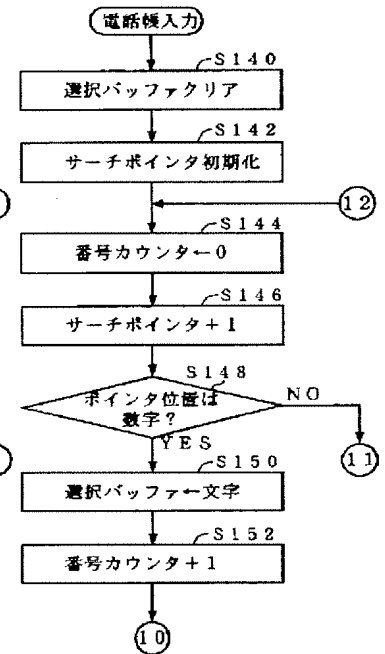 電話帳入力
S140
選択バッファクリア
S142
サーチポインタ初期化
12
S144
番号カウンタ←0
S146
サーチポインタ+1
S148
ポインタ位置は
数字?
NO
YES
11
S150
選択バッファ←文字
S152
番号カウンタ+1
10